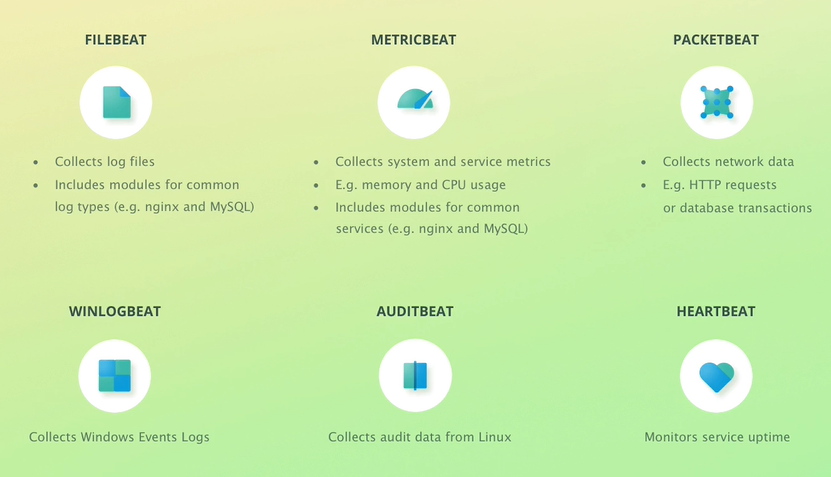 FILEBEAT
• Collects log files
• Includes modules for common
log types (e.g. nginx and MySQL)
METRICBEAT
• Collects system and service metrics
• E.g. memory and CPU usage
• Includes modules for common
services (e.g. nginx and MySQL)
PACKETBEAT
• Collects network data
• E.g. HTTP requests
or database transactions
WINLOGBEAT
Collects Windows Events Logs
AUDITBEAT
Collects audit data from Linux
HEARTBEAT
Monitors service uptime